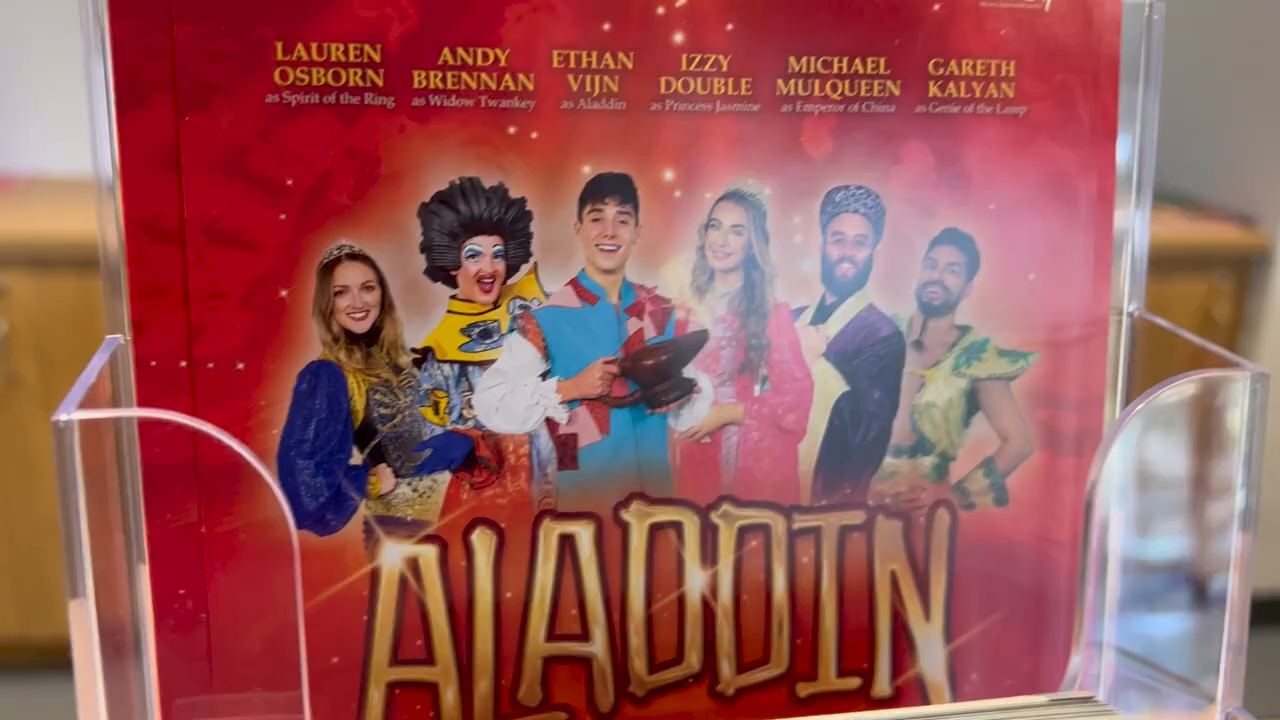 LAUREN
OSBORN
as Spirit of the Ring
ANDY
BRENNAN
as Widow Twankey
ETHAN
VIJN
as Aladdin
IZZY
DOUBLE
as Princess Jasmine
MICHAEL
MULQUEEN
as Emperor of China
GARETH
KALYAN
as Genie of the Lamp
ALADDIN